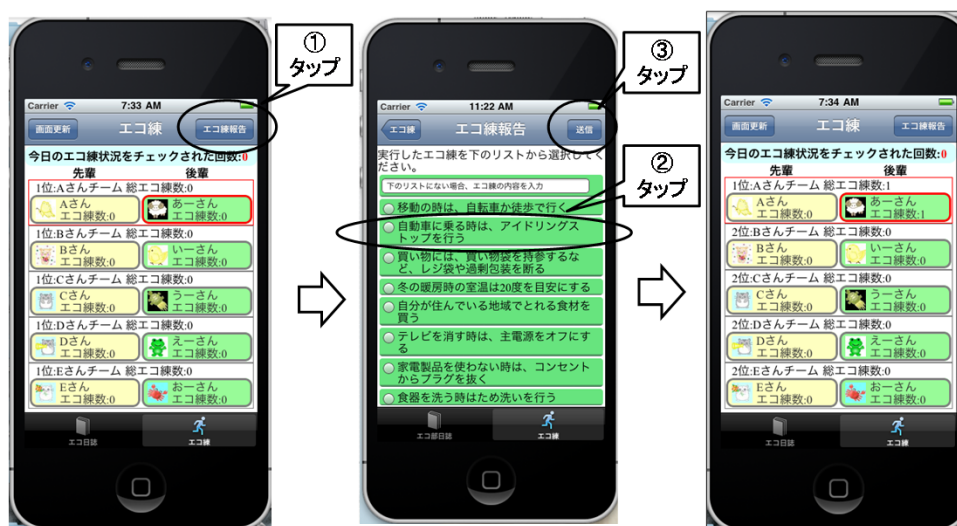 ①
タップ
Carrier
7:33 AM
画面更新
エコ練
エコ練報告
今日のエコ練状況をチェックされた回数:0
先輩
後輩
1位:Aさんチーム 総エコ練数:0
Aさん
エコ練数:0
あーさん
エコ練数:0
1位:Bさんチーム 総エコ練数:0
Bさん
エコ練数:0
いーさん
エコ練数:0
1位:Cさんチーム 総エコ練数:0
Cさん
エコ練数:0
うーさん
エコ練数:0
1位:Dさんチーム 総エコ練数:0
Dさん
エコ練数:0
えーさん
エコ練数:0
1位:Eさんチーム 総エコ練数:0
Eさん
エコ練数:0
おーさん
エコ練数:0
エコ日誌
エコ練
③
タップ
②
タップ
Carrier
11:22 AM
エコ練
エコ練報告
送信
実行したエコ練を下のリストから選択してく
ださい。
下のリストにない場合、エコ練の内容を入力
移動の時は、自転車か徒歩で行く
自動車に乗る時は、アイドリングス
トップを行う
買い物には、買い物袋を持参するな
ど、レジ袋や過剰包装を断る
冬の暖房時の室温は20度を目安にする
自分が住んでいる地域でとれる食材を
買う
テレビを消す時は、主電源をオフにす
る
家電製品を使わない時は、コンセント
からプラグを抜く
食器を洗う時はため洗いを行う
エコ部日誌
エコ練
Carrier
7:34 AM
画面更新
エコ練
エコ練報告
今日のエコ練状況をチェックされた回数:0
先輩
後輩
1位:Aさんチーム 総エコ練数:1
Aさん
エコ練数:0
あーさん
エコ練数:1
2位:Bさんチーム 総エコ練数:0
Bさん
エコ練数:0
いーさん
エコ練数:0
2位:Cさんチーム 総エコ練数:0
Cさん
エコ練数:0
うーさん
エコ練数:0
2位:Dさんチーム 総エコ練数:0
Dさん
エコ練数:0
えーさん
エコ練数:0
2位:Eさんチーム 総エコ練数:0
Eさん
エコ練数:0
おーさん
エコ練数:0
エコ日誌
エコ練